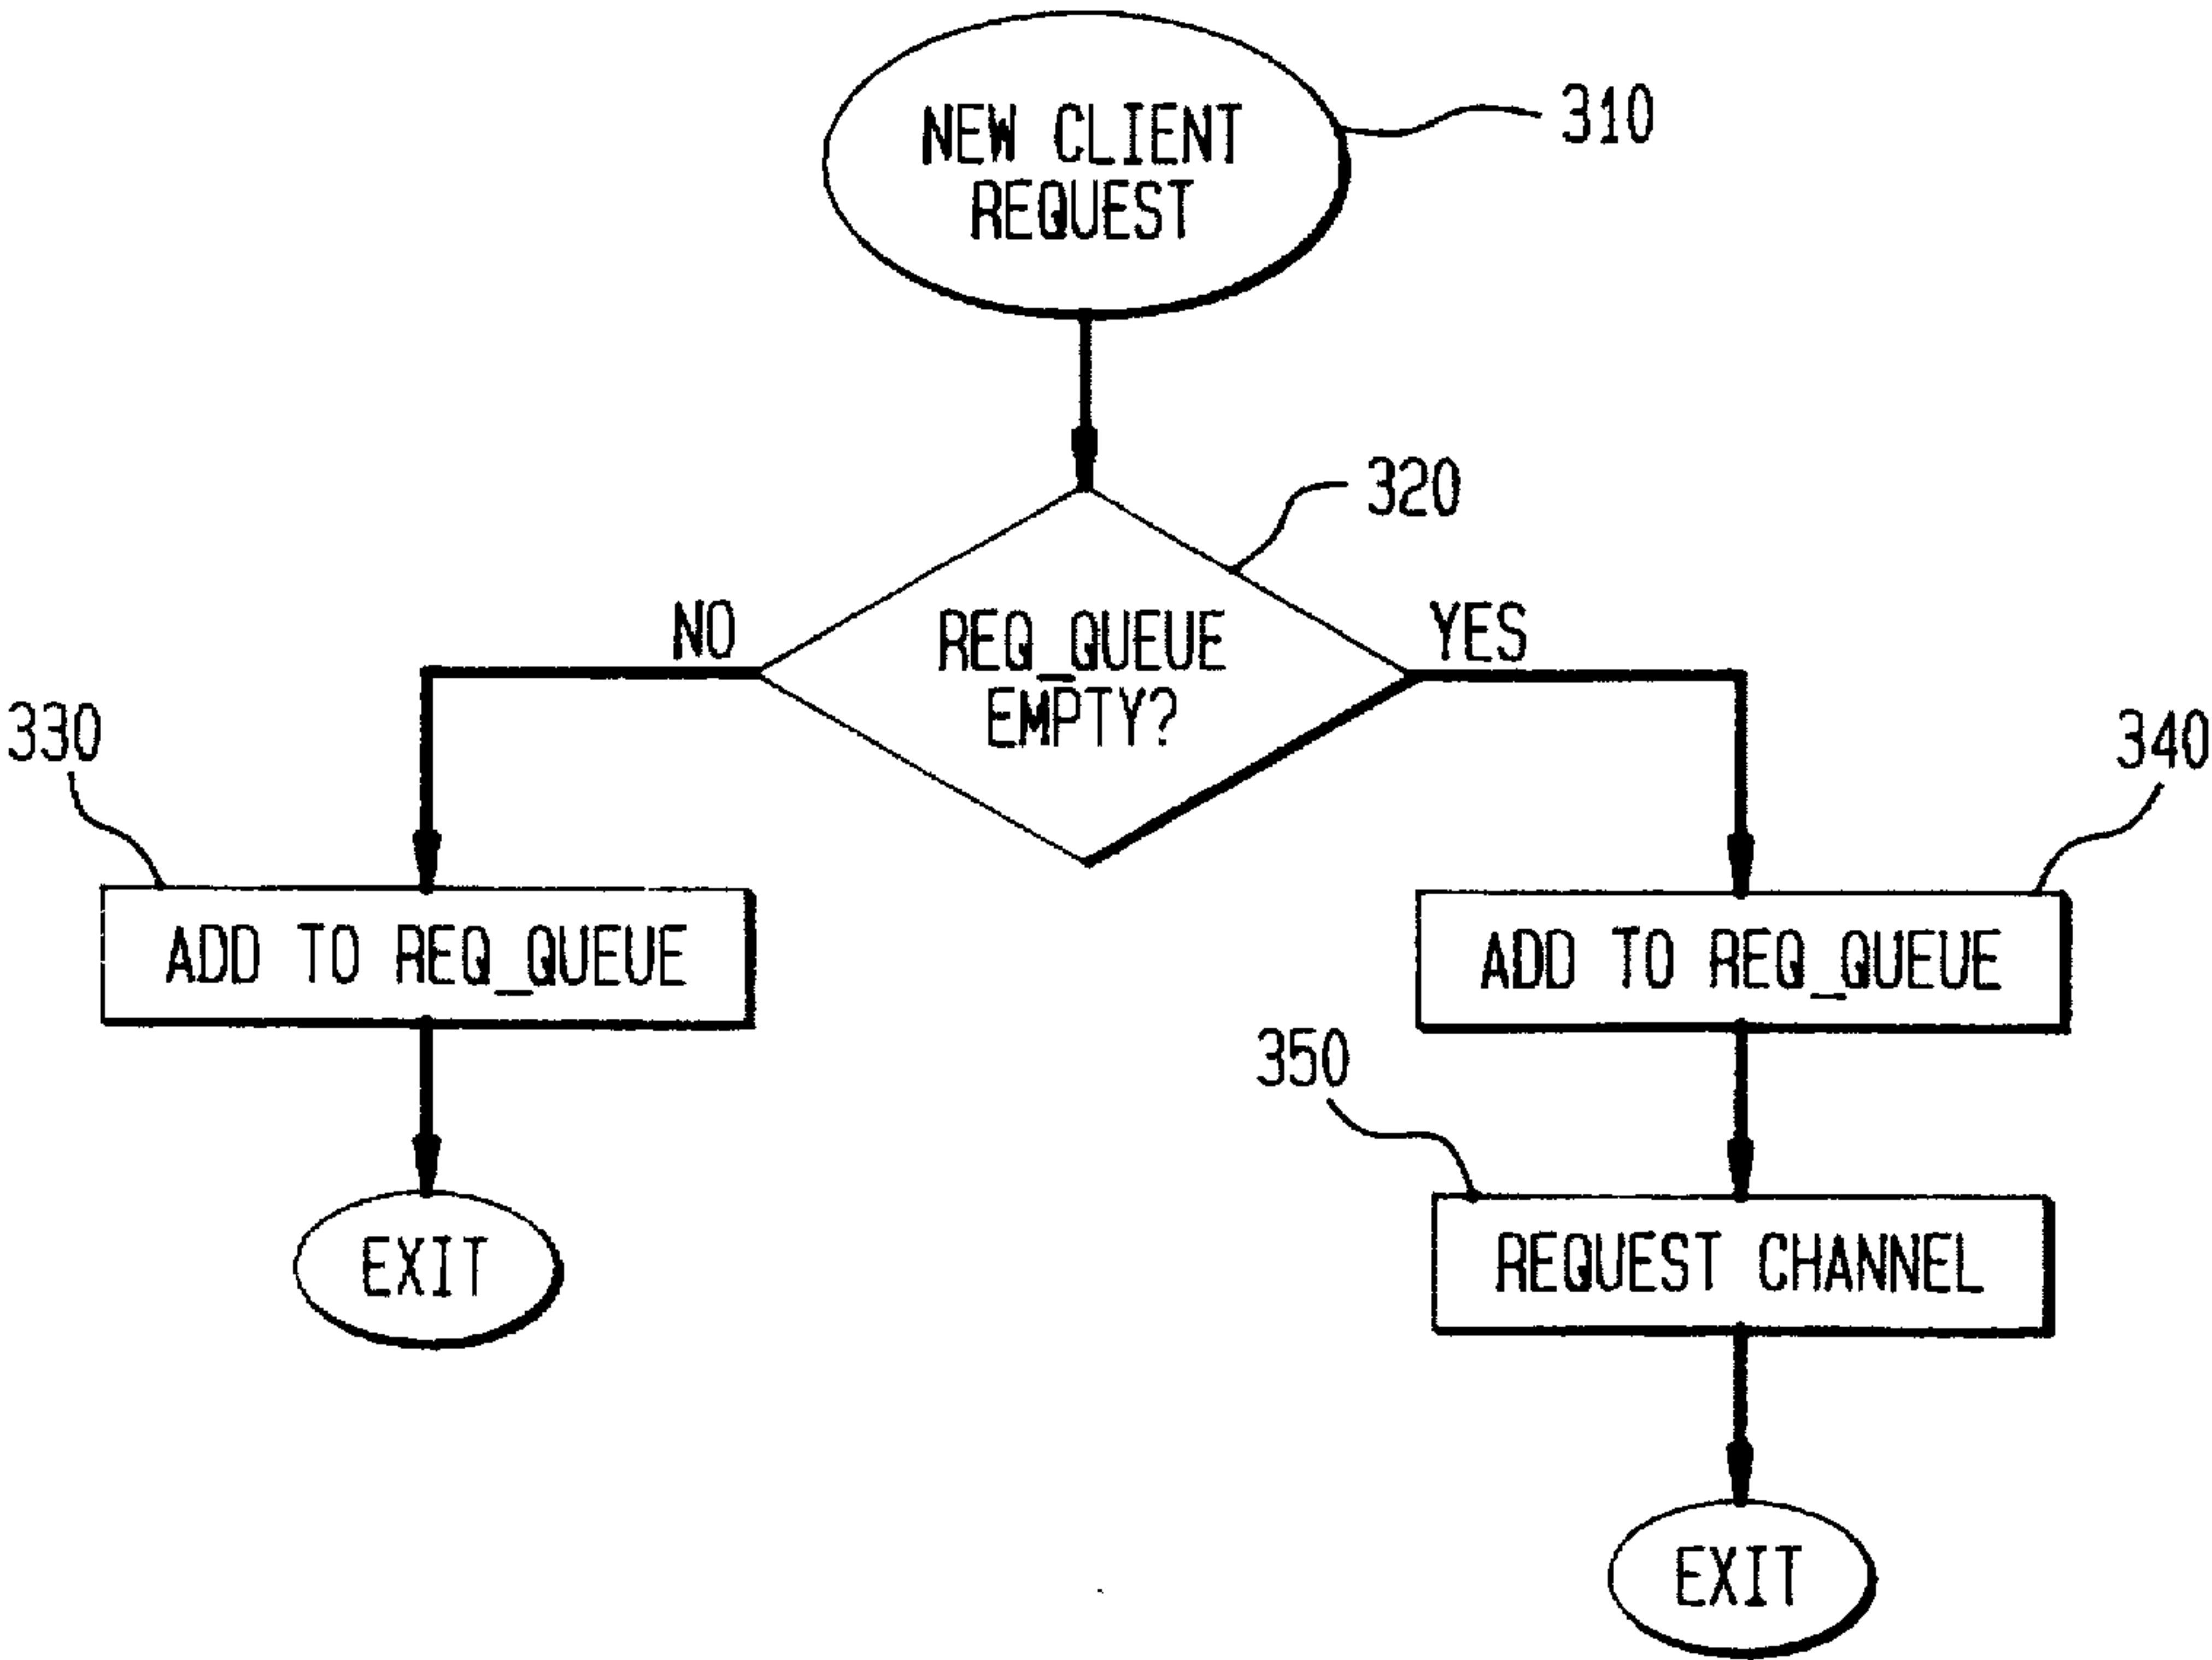 NEW CLIENT
REQUEST
310
320
REQ_QUEUE
EMPTY?
NO
YES
330
ADD TO REQ_QUEUE
EXIT
340
ADD TO REQ_QUEUE
350
REQUEST CHANNEL
EXIT